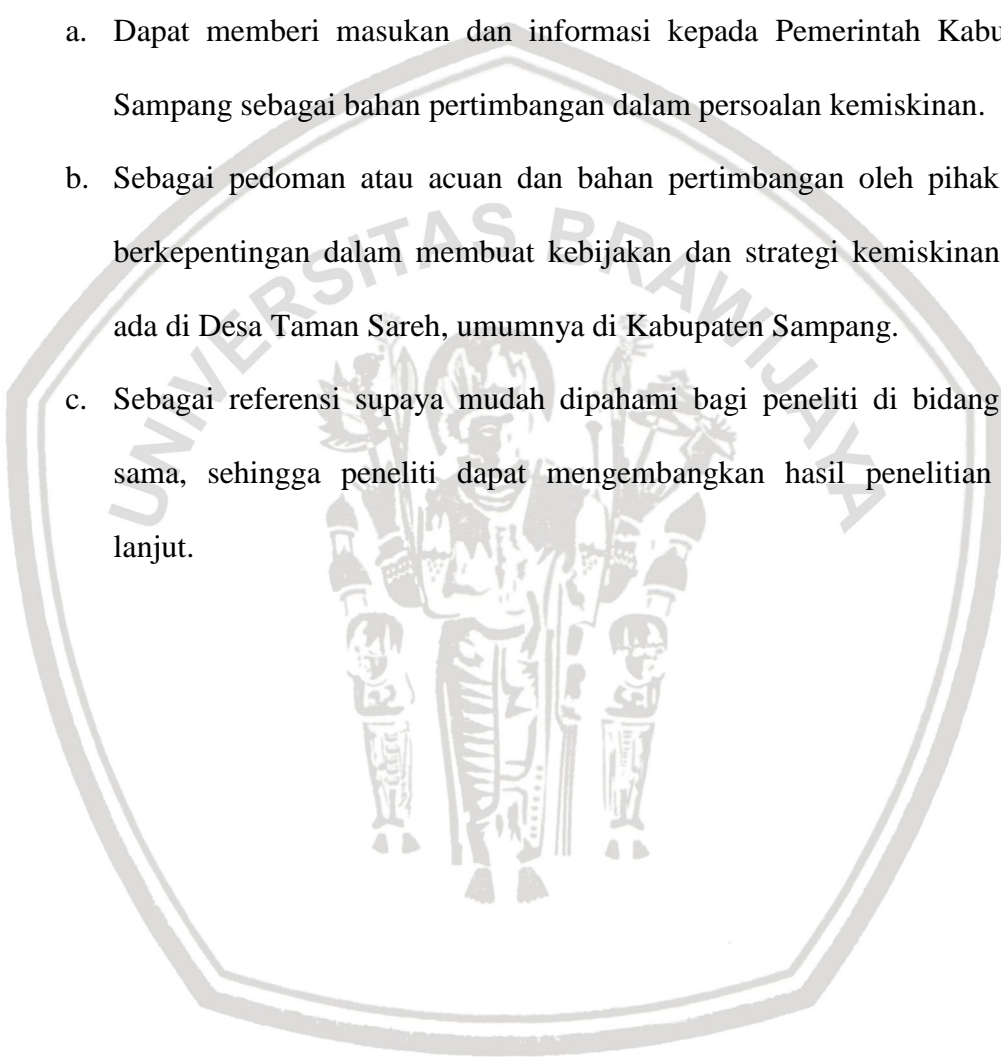 a. Dapat memberi masukan dan informasi kepada Pemerintah Kabu
Sampang sebagai bahan pertimbangan dalam persoalan kemiskinan.
b. Sebagai pedoman atau acuan dan bahan pertimbangan oleh pihak
berkepentingan dalam membuat kebijakan dan strategi kemiskinan
ada di Desa Taman Sareh, umumnya di Kabupaten Sampang.
c. Sebagai referensi supaya mudah dipahami bagi peneliti di bidang
sama, sehingga peneliti dapat mengembangkan hasil penelitian
lanjut.
UNIVERSITAS BRAWIJAYA